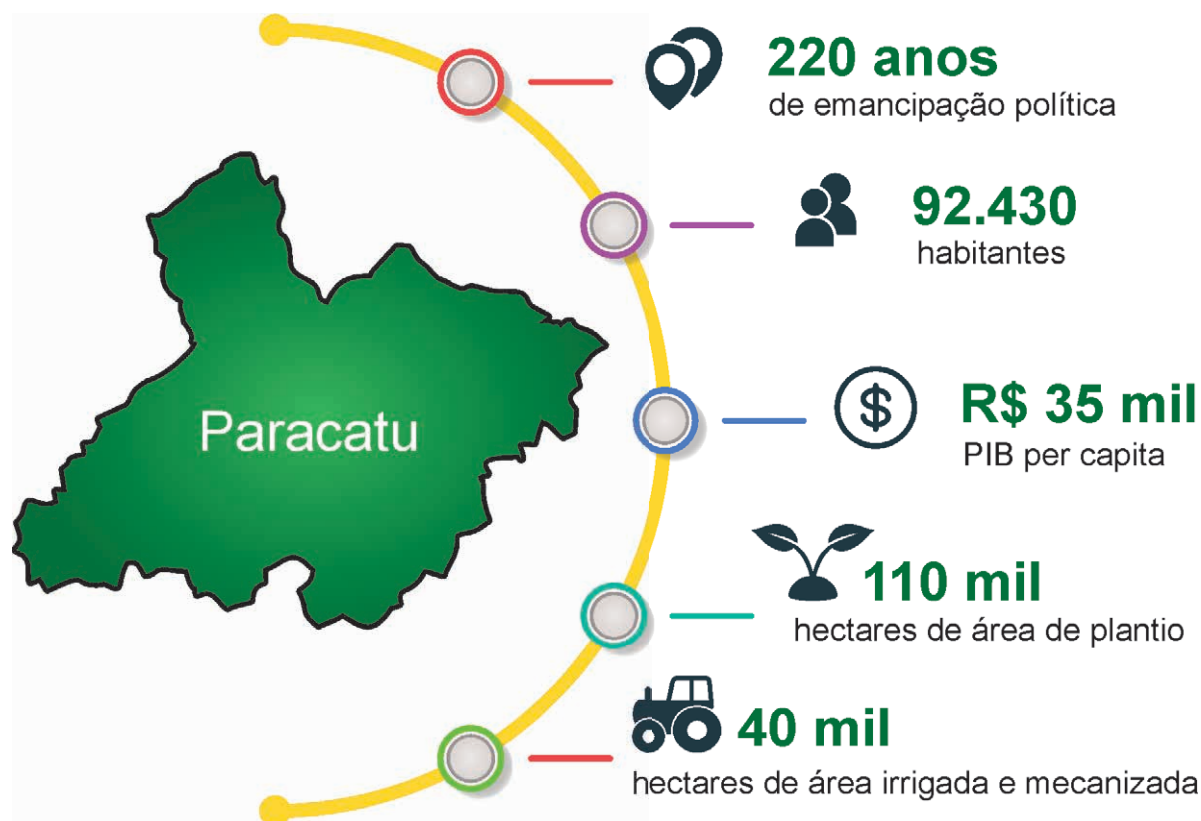 220 anos
de emancipação política
92.430
habitantes
Paracatu
R$ 35 mil
PIB per capita
110 mil
hectares de área de plantio
40 mil
hectares de área irrigada e mecanizada